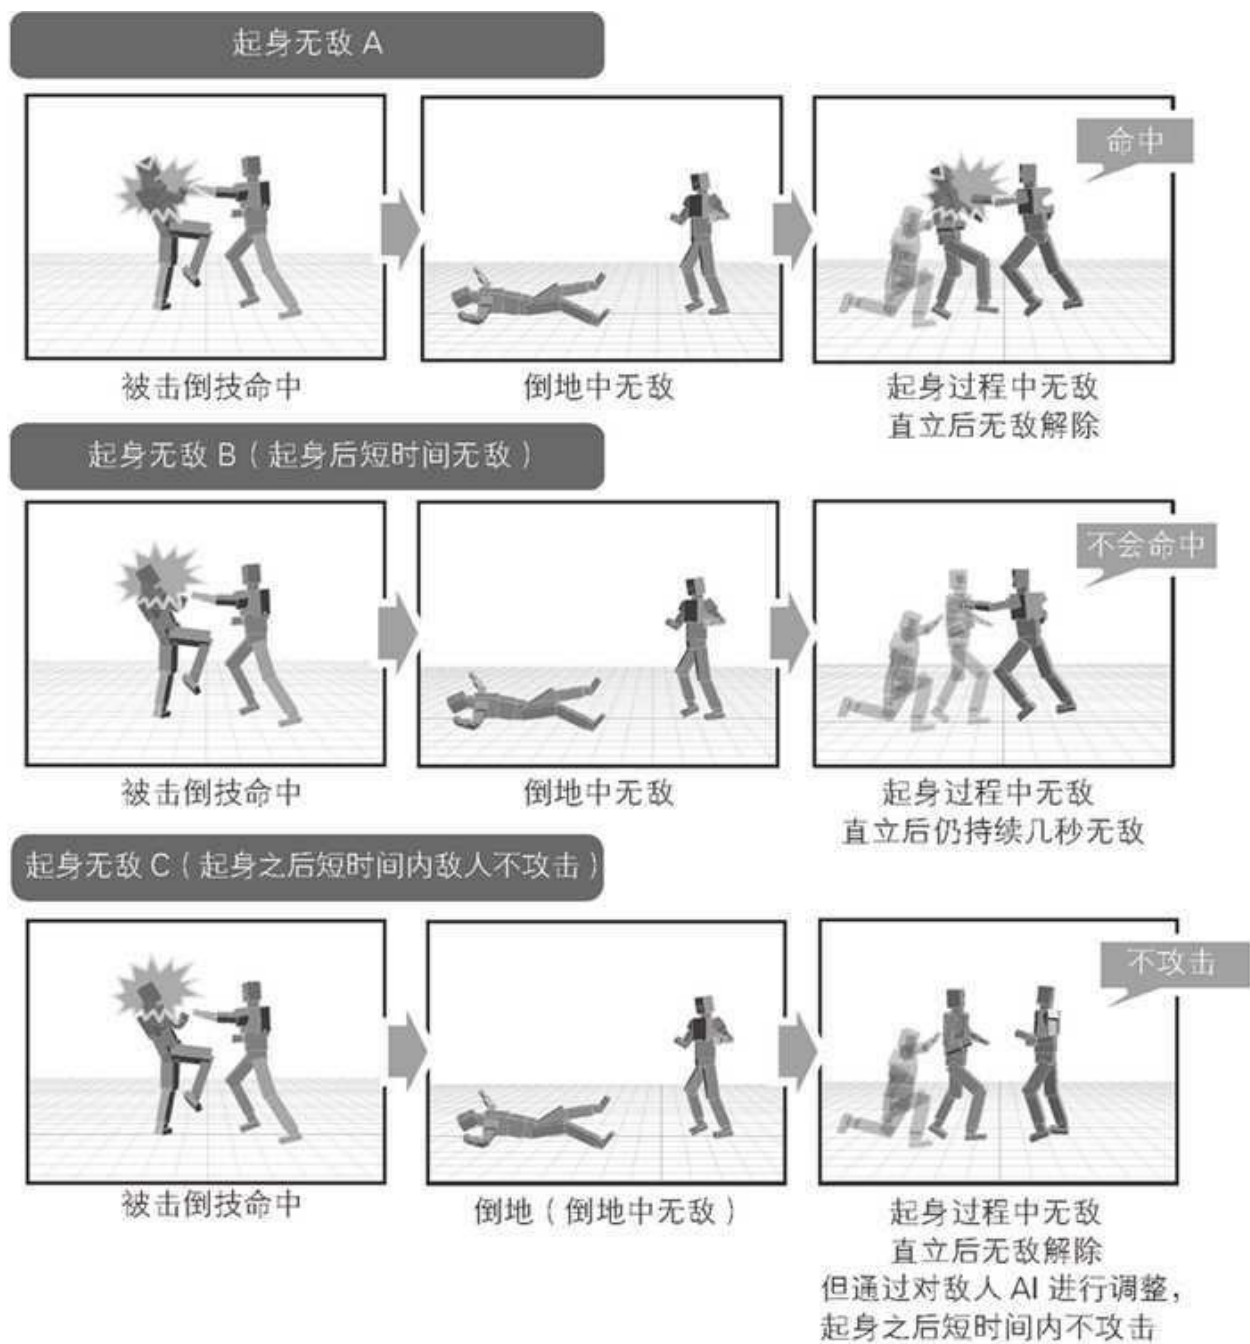 起身无敌 A
命中
被击倒技命中
倒地中无敌
起身过程中无敌
直立后无敌解除
起身无敌 B（起身后短时间无敌）
不会命中
被击倒技命中
倒地中无敌
起身过程中无敌
直立后仍持续几秒无敌
起身无敌 C（起身之后短时间内敌人不攻击）
不攻击
被击倒技命中
倒地（倒地中无敌）
起身过程中无敌
直立后无敌解除
但通过对敌人 AI 进行调整，
起身之后短时间内不攻击